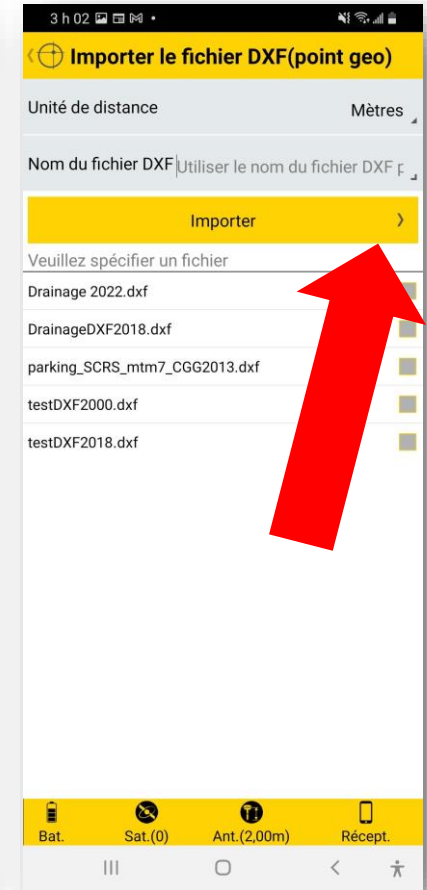 3 h 02
Importer le fichier DXF(point geo)
Unité de distance Mètres
Nom du fichier DXF Utiliser le nom du fichier DXF p
Importer
Veuillez spécifier un fichier
Drainage 2022.dxf
DrainageDXF2018.dxf
parking_SCRS_mtm7_CGG2013.dxf
testDXF2000.dxf
testDXF2018.dxf
Bat. Sat.(0) Ant.(2,00m) Récept.